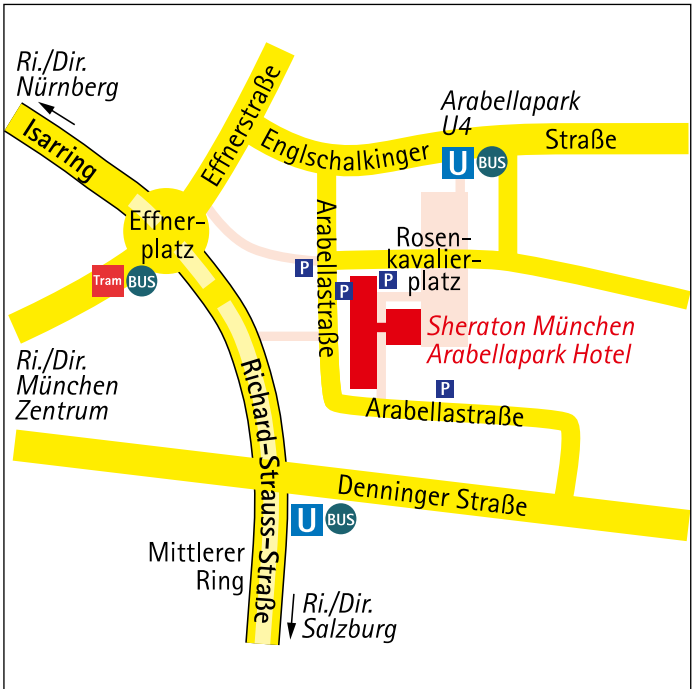 Ri./Dir.
Nürnberg
Isarring
Effnerstraße
Englschalkinger
Straße
Arabellapark
U4
U
BUS
Effner-
platz
Tram
BUS
Arabellastraße
Rosen-
kavalier-
platz
P
P
P
Sheraton München
Arabellapark Hotel
Ri./Dir.
München
Zentrum
P
Arabellastraße
Richard-Strauss-Straße
Denninger Straße
U
BUS
Mittlerer
Ring
Ri./Dir.
Salzburg